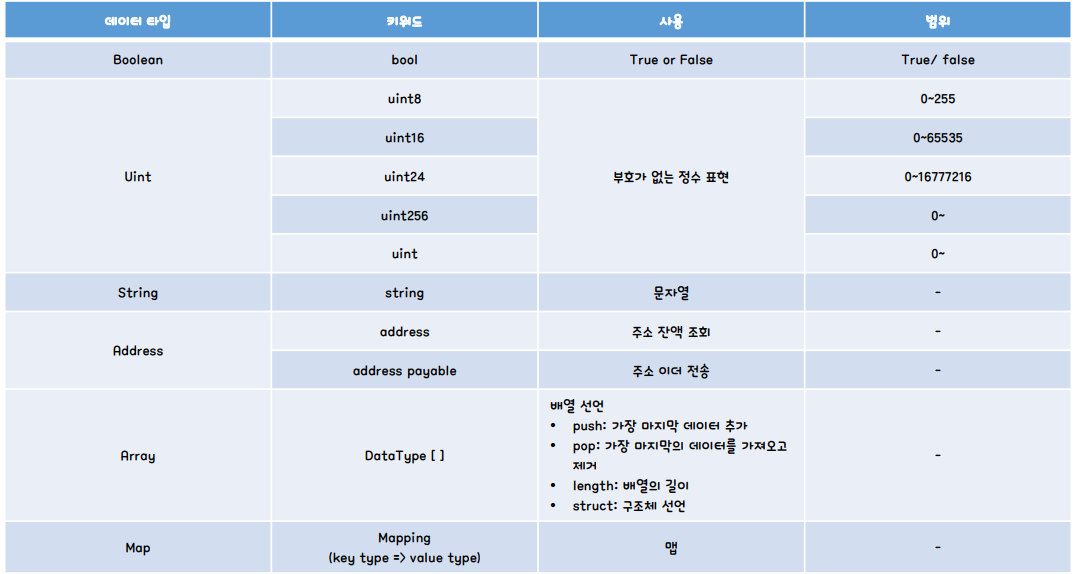 데이터 타입 키워드 사용 범위
Boolean bool True or False True/ false
uint8 0~255
uint16 0~65535
Uint uint24 부호가 없는 정수 표현 0~16777216
uint256 0~
uint 0~
String string 문자열 -
address 주소 잔액 조회 -
Address
address payable 주소 이더 전송 -
배열 선언
• push: 가장 마지막 데이터 추가
• pop: 가장 마지막의 데이터를 가져오고
Array DataType [ ] -
제거
• length: 배열의 길이
• struct: 구조체 선언
Mapping
Map 맵 -
(key type => value type)